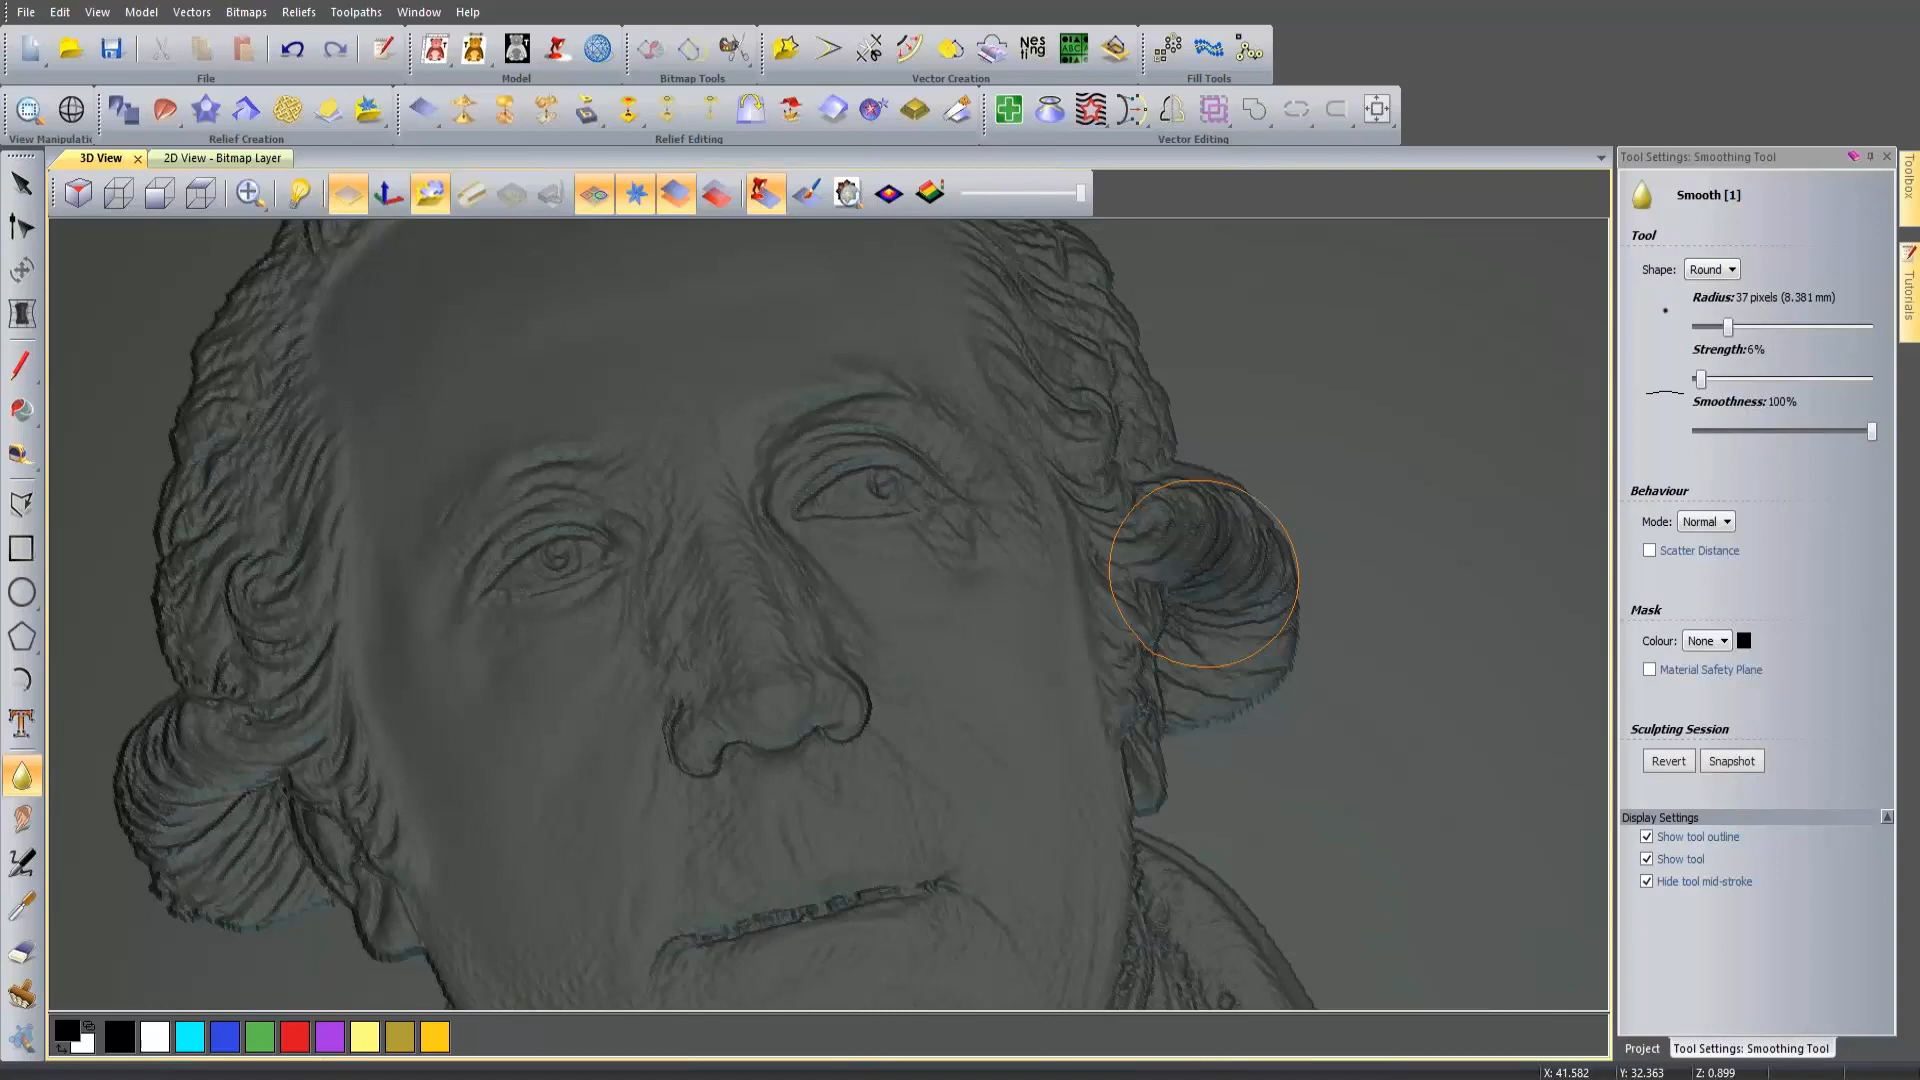 File Edit View Model Vectors Bitmaps Reliefs Toolpaths Window Help
Nes
ting
ABC
File Model Bitmap Tools Vector Creation Fill Tools
View Manipulatic Relief Creation Relief Editing Vector Editing
3D View 2D View - Bitmap Layer
Tool Settings: Smoothing Tool
Toolbox
Tutorials
Smooth [1]
Tool
Shape: Round
Radius: 37 pixels (8.381 mm)
Strength: 6%
Smoothness: 100%
Behaviour
Mode: Normal
Scatter Distance
Mask
Colour: None
Material Safety Plane
Sculpting Session
Revert Snapshot
Display Settings
Show tool outline
Show tool
Hide tool mid-stroke
Project Tool Settings: Smoothing Tool
X: 41.582 Y: 32.363 Z: 0.899